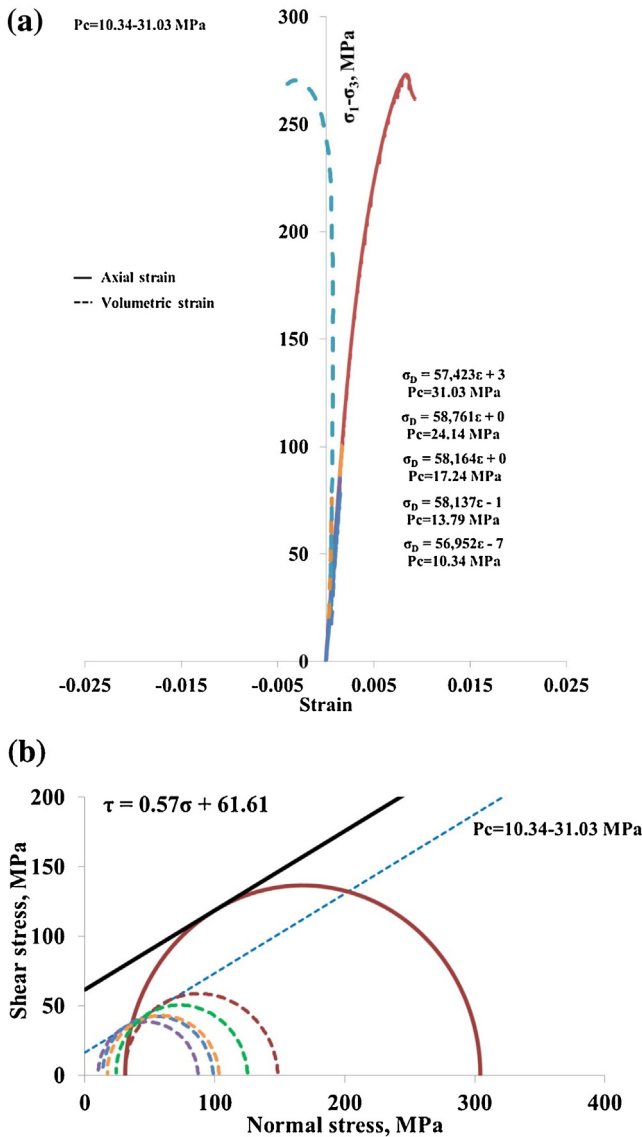 (a)
Pc=10.34-31.03 MPa
300
250
200
150
100
50
0
σ1-σ3, MPa
Axial strain
Volumetric strain
σD = 57,423ε + 3
Pc=31.03 MPa
σD = 58,761ε + 0
Pc=24.14 MPa
σD = 58,164ε + 0
Pc=17.24 MPa
σD = 58,137ε - 1
Pc=13.79 MPa
σD = 56,952ε - 7
Pc=10.34 MPa
-0.025 -0.015 -0.005 0.005 0.015 0.025
Strain
(b)
200
150
100
50
0
Shear stress, MPa
τ = 0.57σ + 61.61
Pc=10.34-31.03 MPa
0 100 200 300 400
Normal stress, MPa